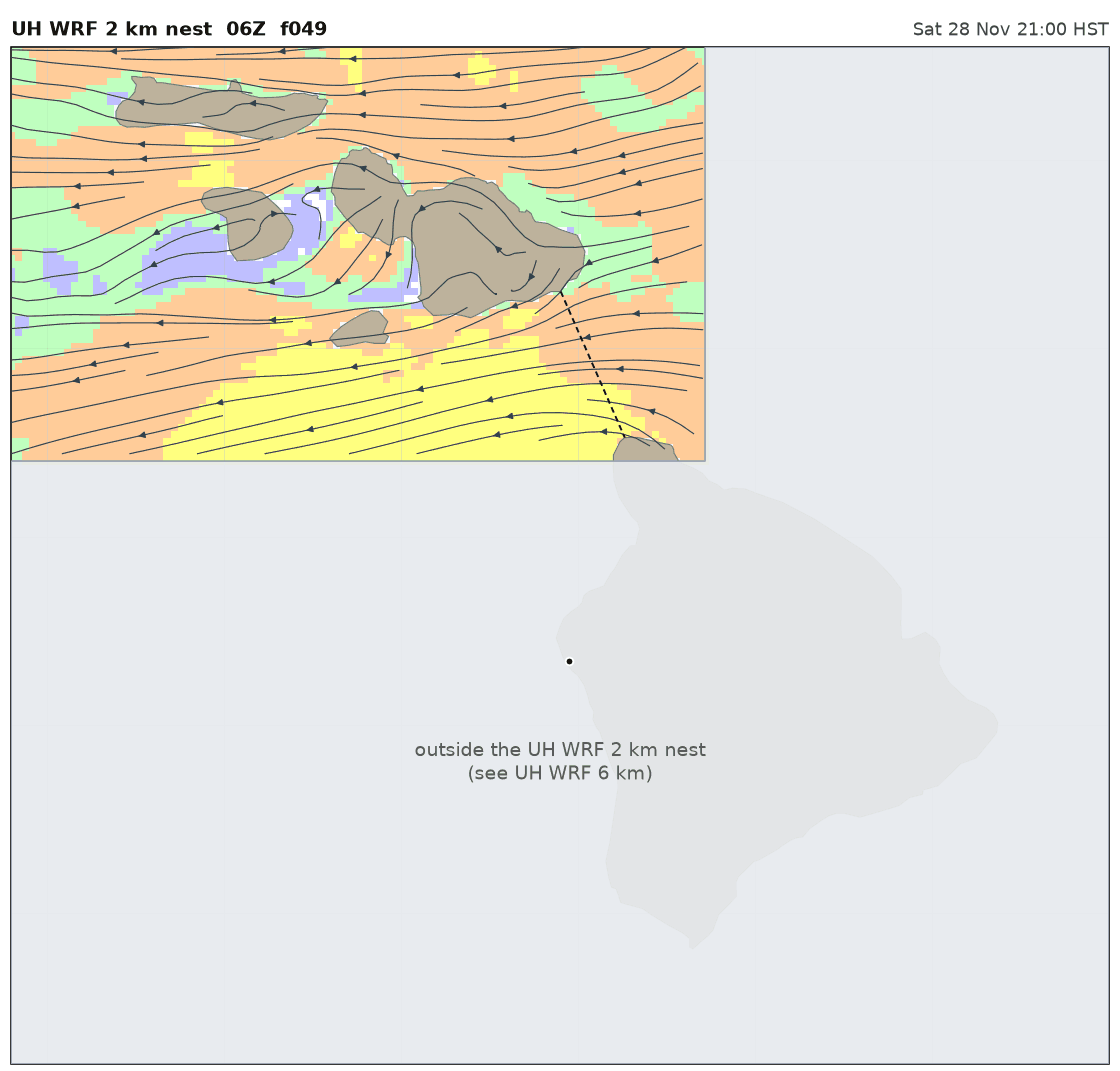 UH WRF 2 km nest  06Z  f049
Sat 28 Nov 21:00 HST
outside the UH WRF 2 km nest
(see UH WRF 6 km)